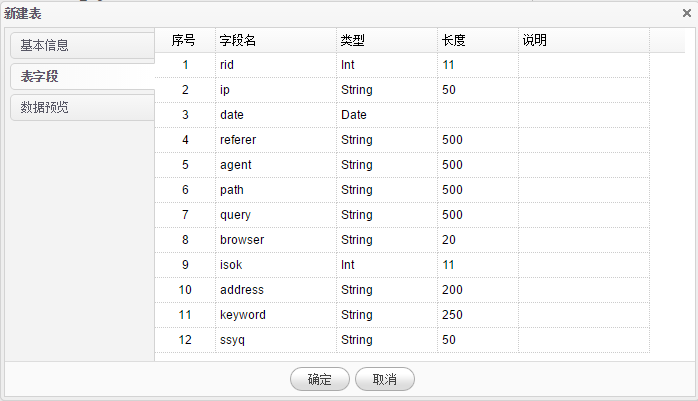 新建表
基本信息
表字段
数据预览
序号 字段名 类型 长度 说明
1 rid Int 11
2 ip String 50
3 date Date
4 referer String 500
5 agent String 500
6 path String 500
7 query String 500
8 browser String 20
9 isok Int 11
10 address String 200
11 keyword String 250
12 ssyq String 50
确定 取消